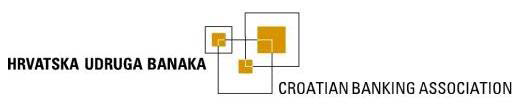 HRVATSKA UDRUGA BANAKA
CROATIAN BANKING ASSOCIATION